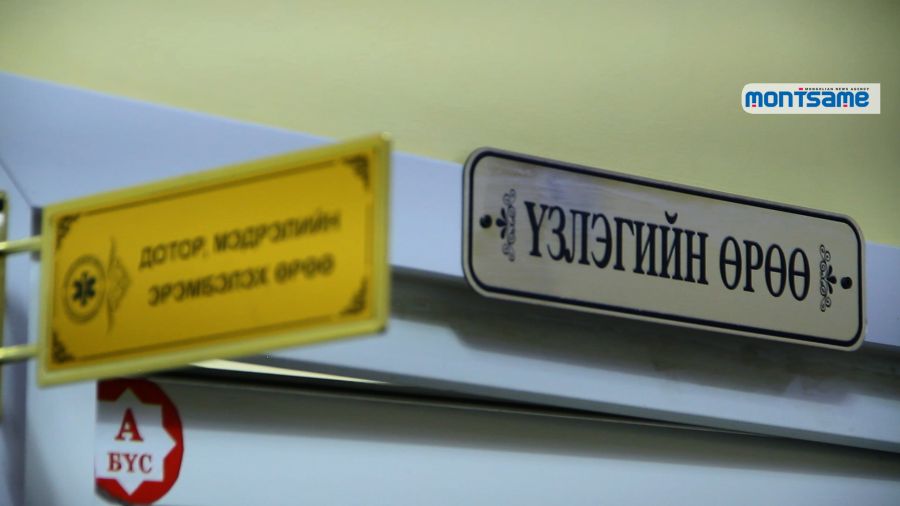 MONGOLIAN NEWS AGENCY
montsame
ДОТОР, МЭДРЭЛИЙН
ЭРЭМБЭЛЭХ ӨРӨӨ
ҮЗЛЭГИЙН ӨРӨӨ
А
БҮС